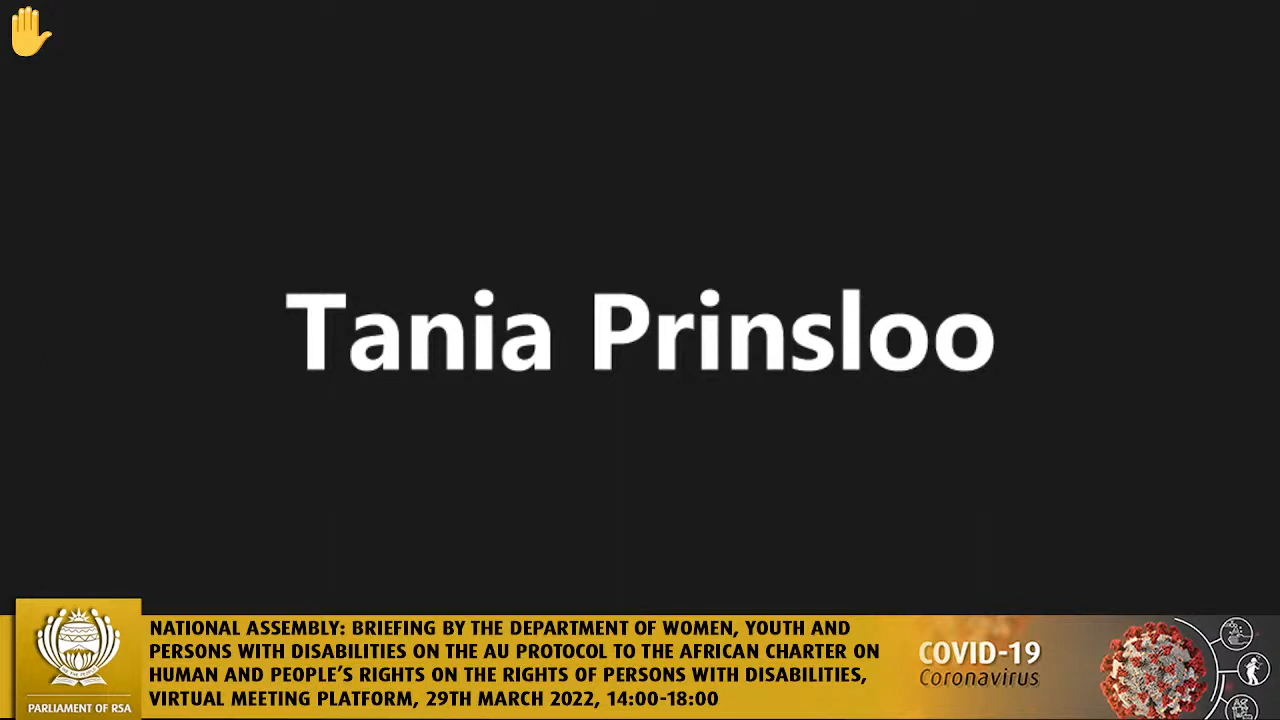 Tania Prinsloo
NATIONAL ASSEMBLY: BRIEFING BY THE DEPARTMENT OF WOMEN, YOUTH AND
PERSONS WITH DISABILITIES ON THE AU PROTOCOL TO THE AFRICAN CHARTER ON
HUMAN AND PEOPLE'S RIGHTS ON THE RIGHTS OF PERSONS WITH DISABILITIES,
VIRTUAL MEETING PLATFORM, 29TH MARCH 2022, 14:00-18:00
PARLIAMENT OF RSA
COVID-19
Coronavirus